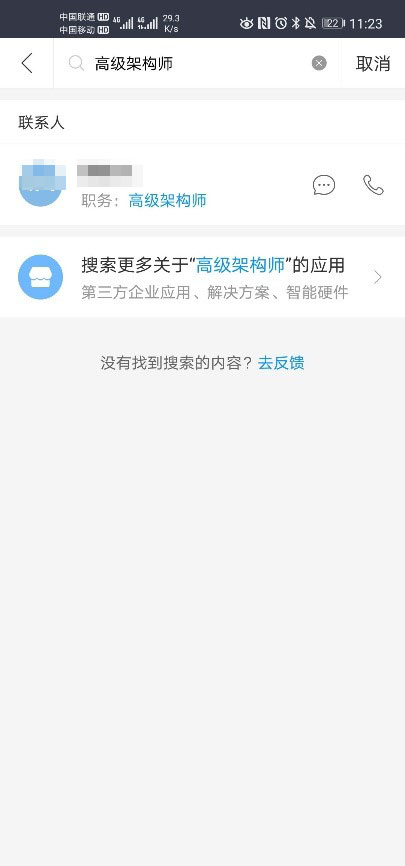 中国联通 HD 4G 4G 29.3
中国移动 HD K/s 22 11:23
高级架构师 取消
联系人
职务：高级架构师
搜索更多关于“高级架构师”的应用
第三方企业应用、解决方案、智能硬件
没有找到搜索的内容？去反馈